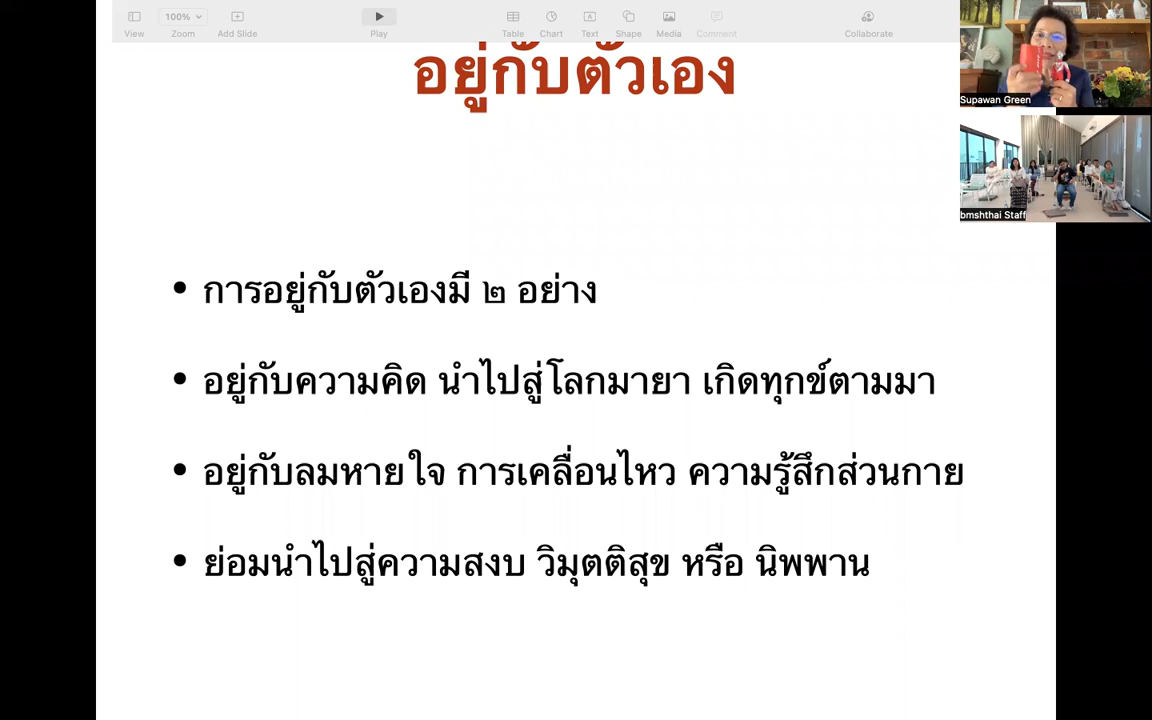 View
100%
Zoom
Add Slide
Play
Table
Chart
Text
Shape
Media
Comment
Collaborate
อยู่กับตัวเอง
Supawan Green
bmshthai Staff
• การอยู่กับตัวเองมี ๒ อย่าง
• อยู่กับความคิด นำไปสู่โลกมายา เกิดทุกข์ตามมา
• อยู่กับลมหายใจ การเคลื่อนไหว ความรู้สึกส่วนกาย
• ย่อมนำไปสู่ความสงบ วิมุตติสุข หรือ นิพพาน